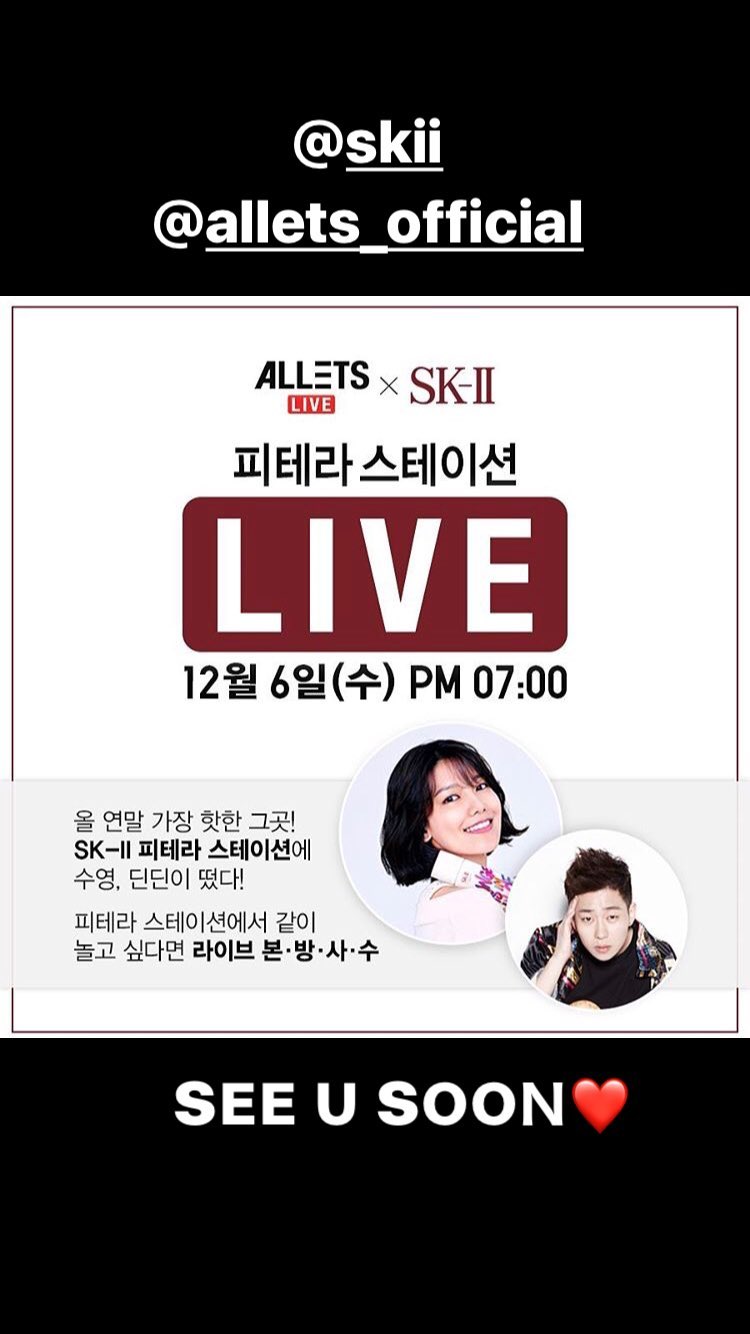 @skii
@allets_official
ALLETS LIVE × SK-II
피테라 스테이션
LIVE
12월 6일(수) PM 07:00
올 연말 가장 핫한 그곳!
SK-II 피테라 스테이션에
수영, 딘딘이 떴다!
피테라 스테이션에서 같이
놀고 싶다면 라이브 본·방·사·수
SEE U SOON❤️